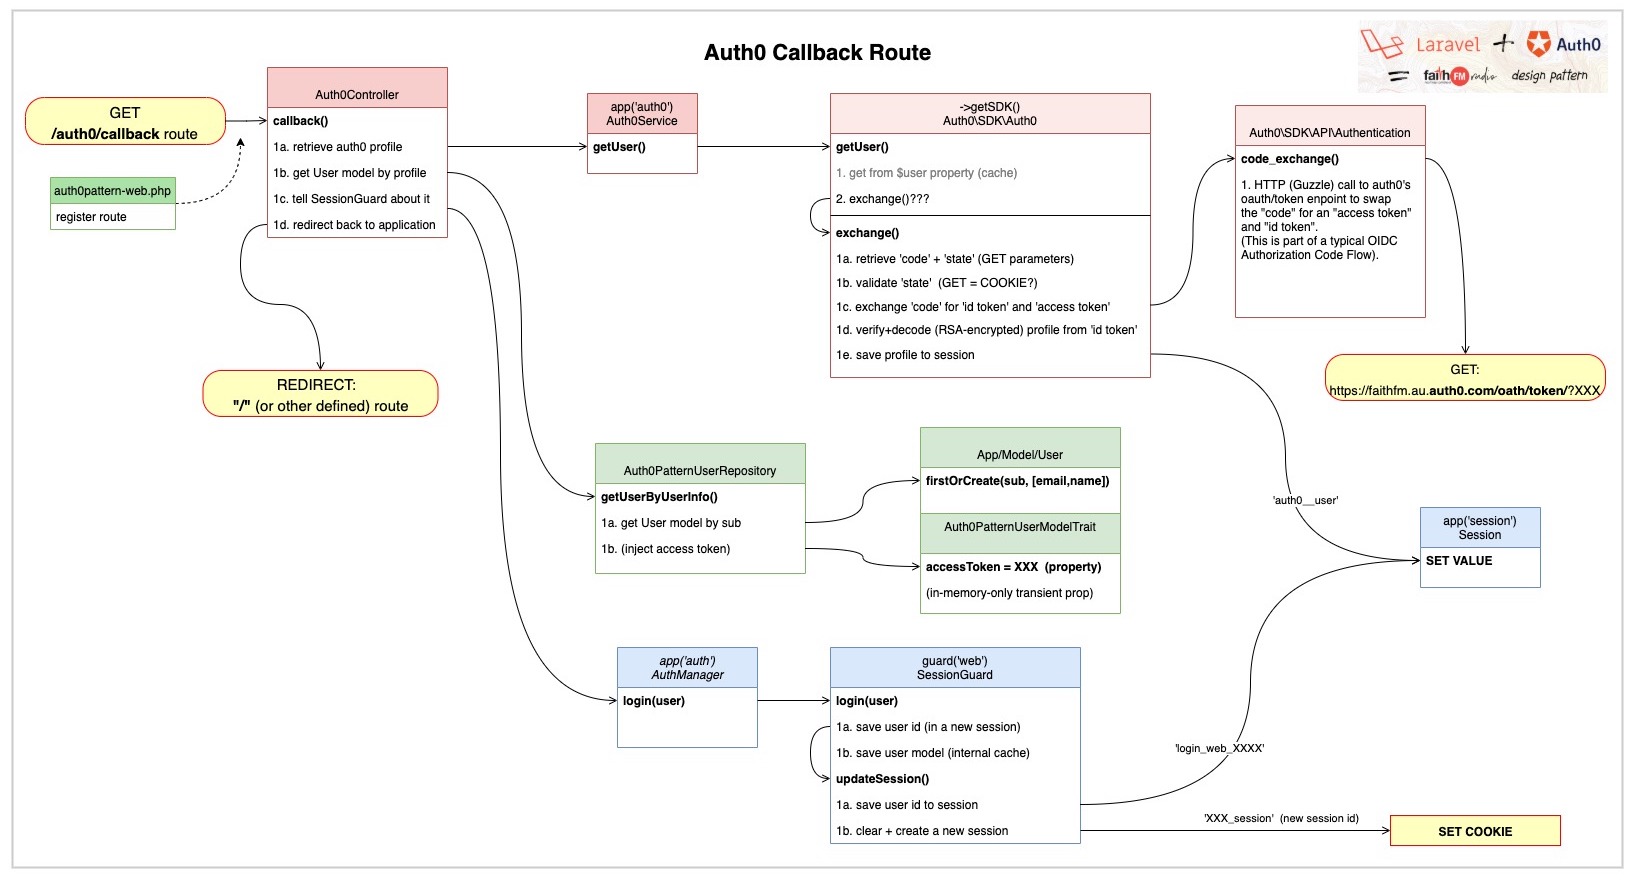 Auth0 Callback Route
Laravel + Auth0
= faith FM radio design pattern
GET
/auth0/callback route
auth0pattern-web.php
register route
Auth0Controller
callback()
1a. retrieve auth0 profile
1b. get User model by profile
1c. tell SessionGuard about it
1d. redirect back to application
REDIRECT:
"/" (or other defined) route
app('auth0')
Auth0Service
getUser()
->getSDK()
Auth0\SDK\Auth0
getUser()
1. get from $user property (cache)
2. exchange()???
exchange()
1a. retrieve 'code' + 'state' (GET parameters)
1b. validate 'state'  (GET = COOKIE?)
1c. exchange 'code' for 'id token' and 'access token'
1d. verify+decode (RSA-encrypted) profile from 'id token'
1e. save profile to session
Auth0\SDK\API\Authentication
code_exchange()
1. HTTP (Guzzle) call to auth0's
oauth/token enpoint to swap
the "code" for an "access token"
and "id token".
(This is part of a typical OIDC
Authorization Code Flow).
GET:
https://faithfm.au.auth0.com/oath/token/?XXX
Auth0PatternUserRepository
getUserByUserInfo()
1a. get User model by sub
1b. (inject access token)
App/Model/User
firstOrCreate(sub, [email,name])
Auth0PatternUserModelTrait
accessToken = XXX  (property)
(in-memory-only transient prop)
'auth0__user'
app('session')
Session
SET VALUE
app('auth')
AuthManager
login(user)
guard('web')
SessionGuard
login(user)
1a. save user id (in a new session)
1b. save user model (internal cache)
updateSession()
1a. save user id to session
1b. clear + create a new session
'login_web_XXXX'
'XXX_session'  (new session id)
SET COOKIE